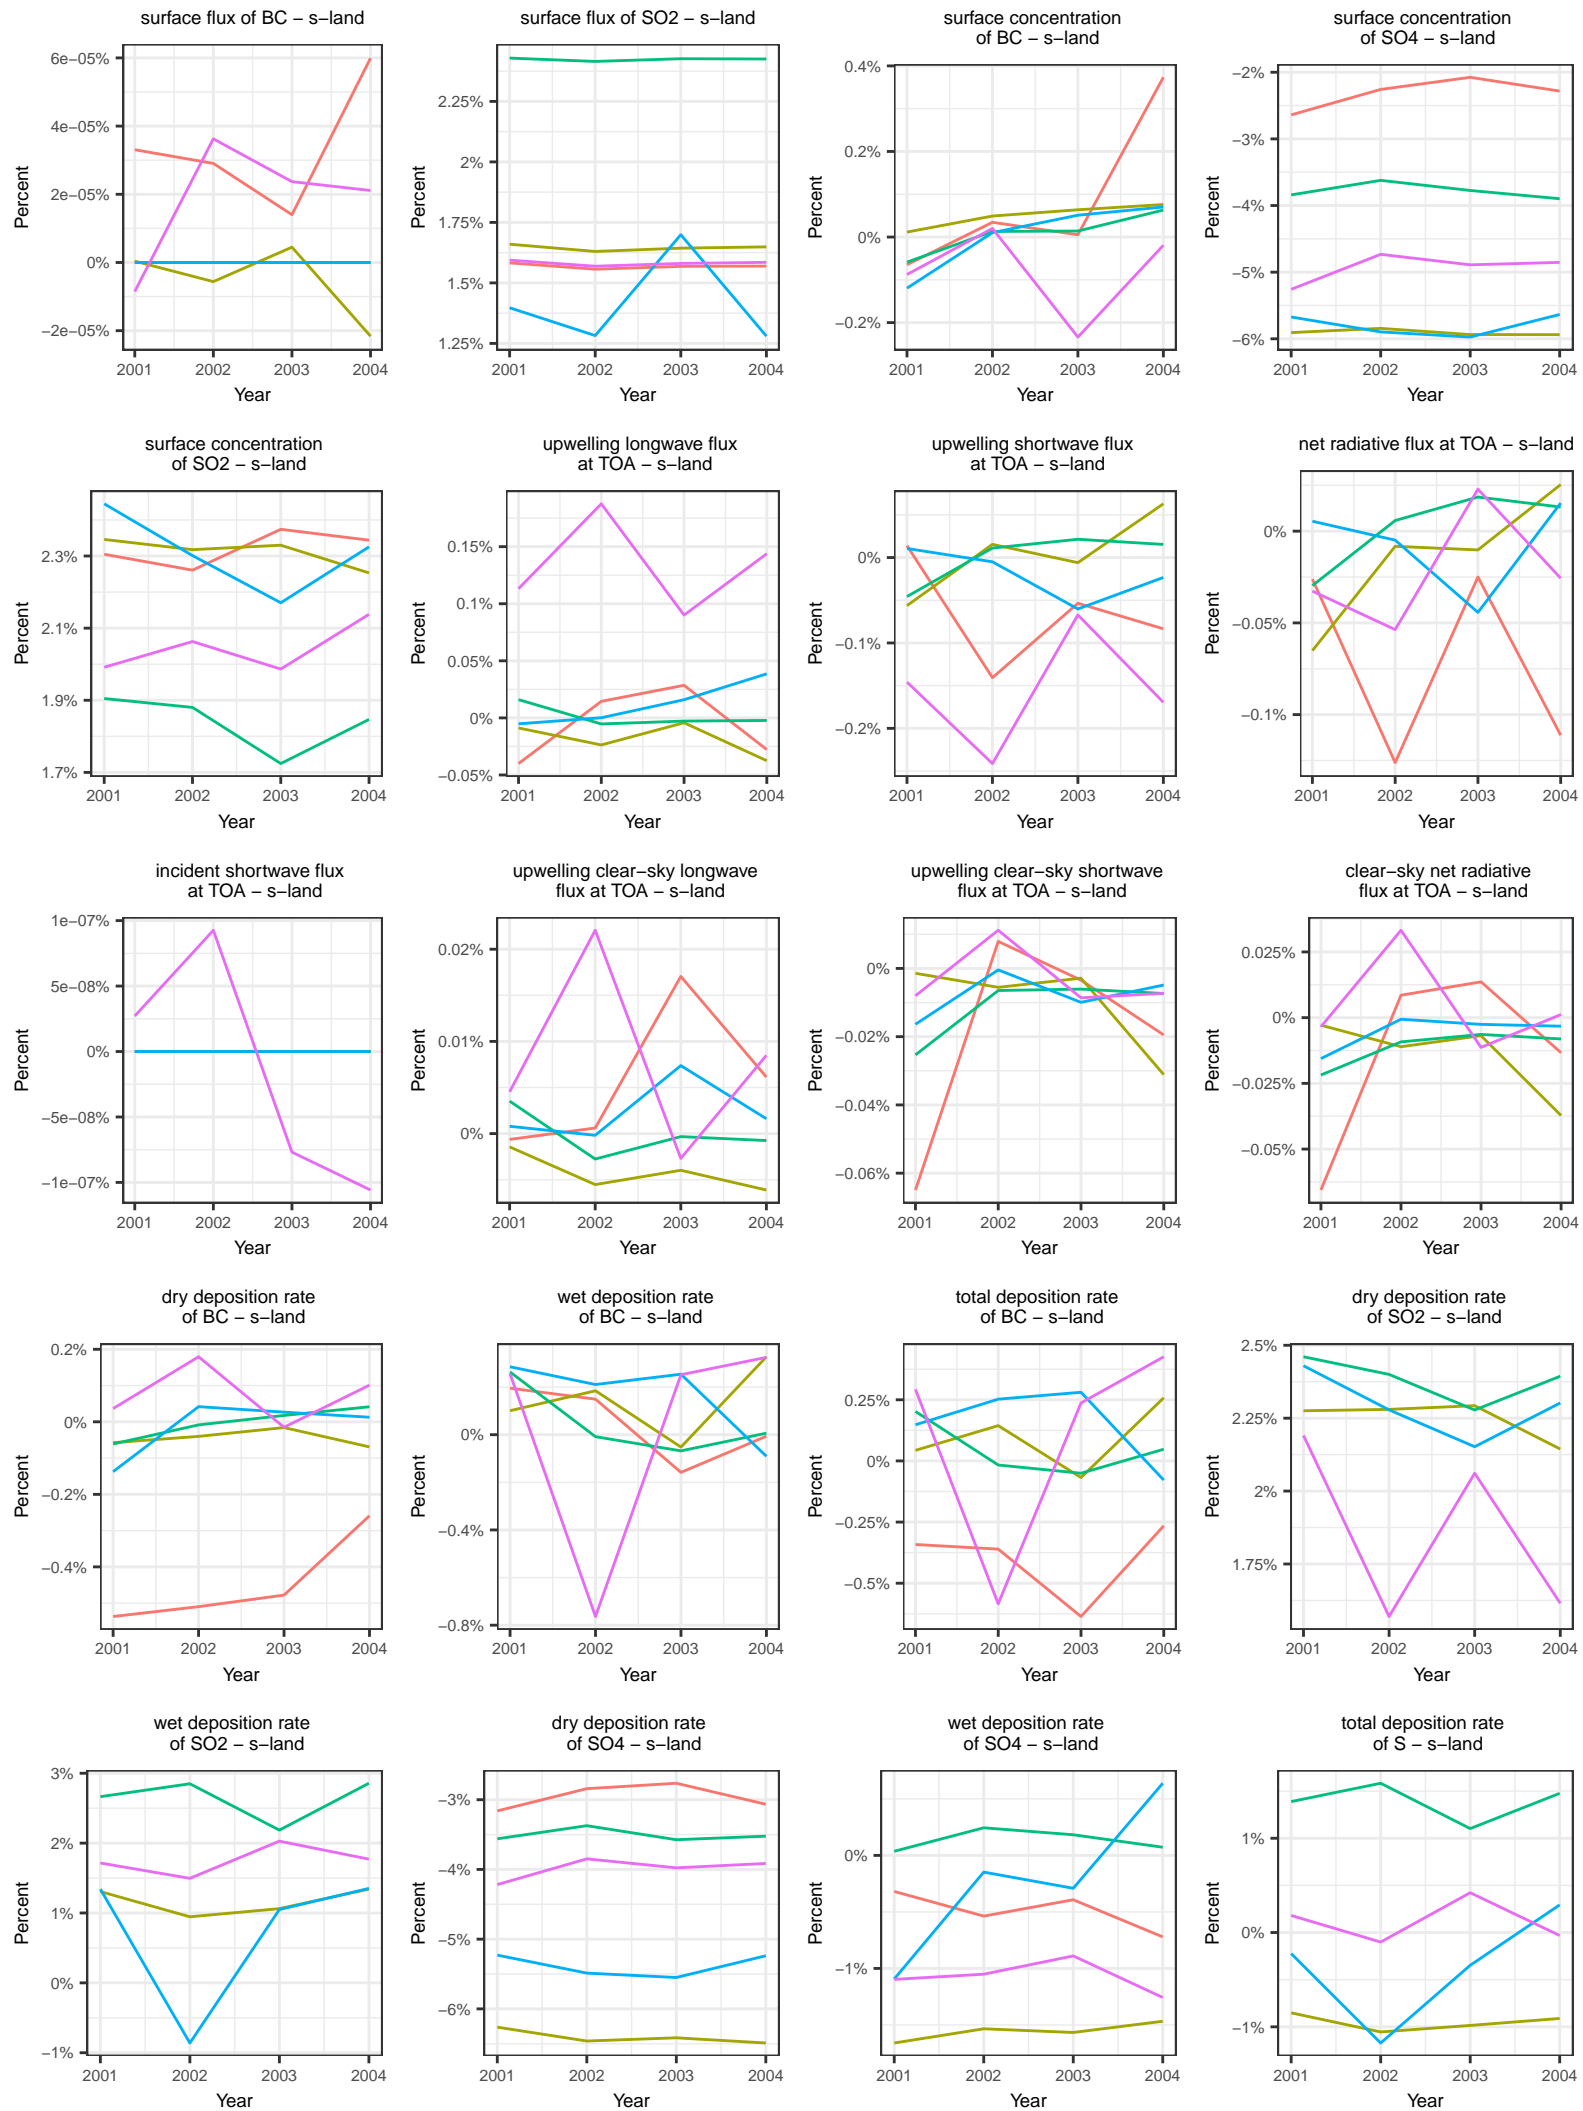 surface flux of BC − s−land
6e−05%
4e−05%
2e−05%
0%
−2e−05%
Percent
2001 2002 2003 2004
Year
surface flux of SO2 − s−land
2.25%
2%
1.75%
1.5%
1.25%
Percent
2001 2002 2003 2004
Year
surface concentration
of BC − s−land
0.4%
0.2%
0%
−0.2%
Percent
2001 2002 2003 2004
Year
surface concentration
of SO4 − s−land
−2%
−3%
−4%
−5%
−6%
Percent
2001 2002 2003 2004
Year
surface concentration
of SO2 − s−land
2.3%
2.1%
1.9%
1.7%
Percent
2001 2002 2003 2004
Year
upwelling longwave flux
at TOA − s−land
0.15%
0.1%
0.05%
0%
−0.05%
Percent
2001 2002 2003 2004
Year
upwelling shortwave flux
at TOA − s−land
0%
−0.1%
−0.2%
Percent
2001 2002 2003 2004
Year
net radiative flux at TOA − s−land
0%
−0.05%
−0.1%
Percent
2001 2002 2003 2004
Year
incident shortwave flux
at TOA − s−land
1e−07%
5e−08%
0%
−5e−08%
−1e−07%
Percent
2001 2002 2003 2004
Year
upwelling clear−sky longwave
flux at TOA − s−land
0.02%
0.01%
0%
Percent
2001 2002 2003 2004
Year
upwelling clear−sky shortwave
flux at TOA − s−land
0%
−0.02%
−0.04%
−0.06%
Percent
2001 2002 2003 2004
Year
clear−sky net radiative
flux at TOA − s−land
0.025%
0%
−0.025%
−0.05%
Percent
2001 2002 2003 2004
Year
dry deposition rate
of BC − s−land
0.2%
0%
−0.2%
−0.4%
Percent
2001 2002 2003 2004
Year
wet deposition rate
of BC − s−land
0%
−0.4%
−0.8%
Percent
2001 2002 2003 2004
Year
total deposition rate
of BC − s−land
0.25%
0%
−0.25%
−0.5%
Percent
2001 2002 2003 2004
Year
dry deposition rate
of SO2 − s−land
2.5%
2.25%
2%
1.75%
Percent
2001 2002 2003 2004
Year
wet deposition rate
of SO2 − s−land
3%
2%
1%
0%
−1%
Percent
2001 2002 2003 2004
Year
dry deposition rate
of SO4 − s−land
−3%
−4%
−5%
−6%
Percent
2001 2002 2003 2004
Year
wet deposition rate
of SO4 − s−land
0%
−1%
Percent
2001 2002 2003 2004
Year
total deposition rate
of S − s−land
1%
0%
−1%
Percent
2001 2002 2003 2004
Year